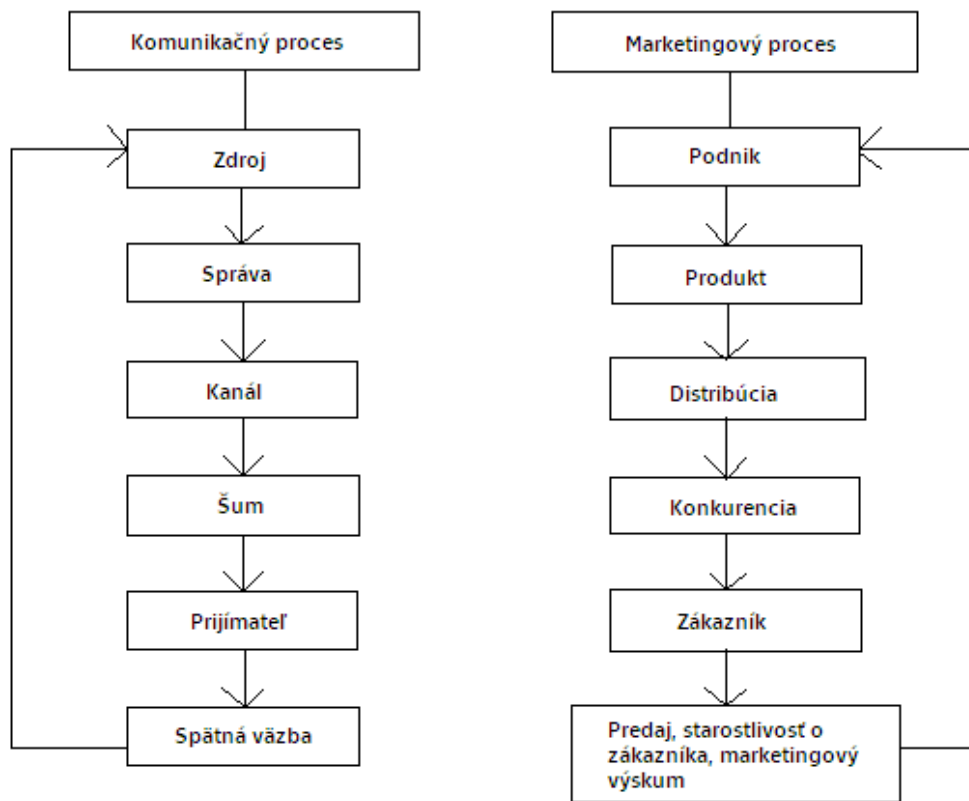 Komunikačný proces
Zdroj
Správa
Kanál
Šum
Prijímateľ
Spätná väzba
Marketingový proces
Podnik
Produkt
Distribúcia
Konkurencia
Zákazník
Predaj, starostlivosť o
zákazníka, marketingový
výskum